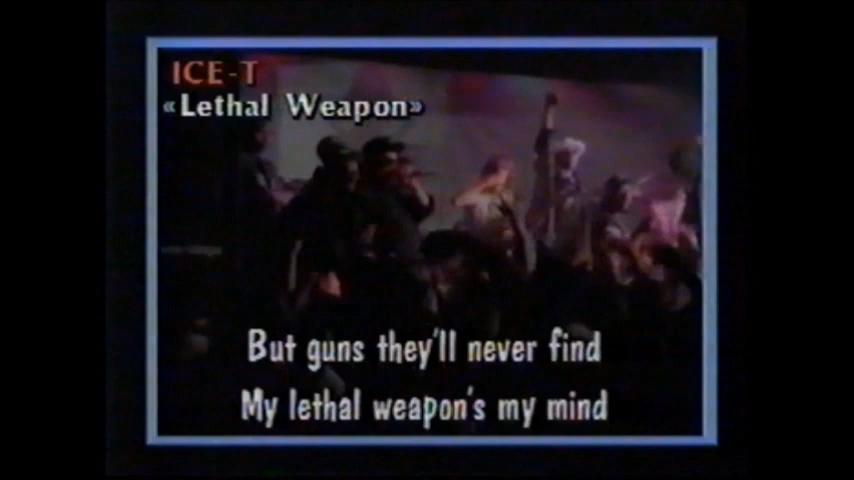 ICE-T
«Lethal Weapon»
But guns they'll never find
My lethal weapon's my mind